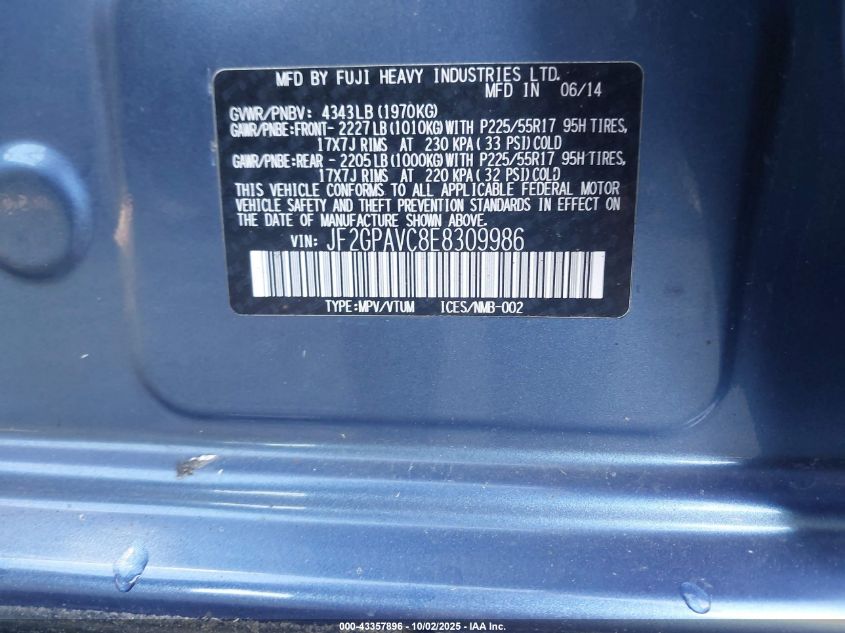 MFD BY FUJI HEAVY INDUSTRIES LTD.
MFD IN 06/14
GVWR/PNBV: 4343LB(1970KG)
GAWR/PNBE:FRONT- 2227LB(1010KG)WITH P225/55R17 95H TIRES,
17X7J RIMS AT 230 KPA(33 PSI)COLD
GAWR/PNBE:REAR - 2205LB(1000KG)WITH P225/55R17 95H TIRES,
17X7J RIMS AT 220 KPA(32 PSI)COLD
THIS VEHICLE CONFORMS TO ALL APPLICABLE FEDERAL MOTOR
VEHICLE SAFETY AND THEFT PREVENTION STANDARDS IN EFFECT ON
THE DATE OF MANUFACTURE SHOWN ABOVE.
VIN: JF2GPAVC8E8309986
TYPE:MPV/VTUM ICES/NMB-002
000-43357896 - 10/02/2025 - IAA Inc.